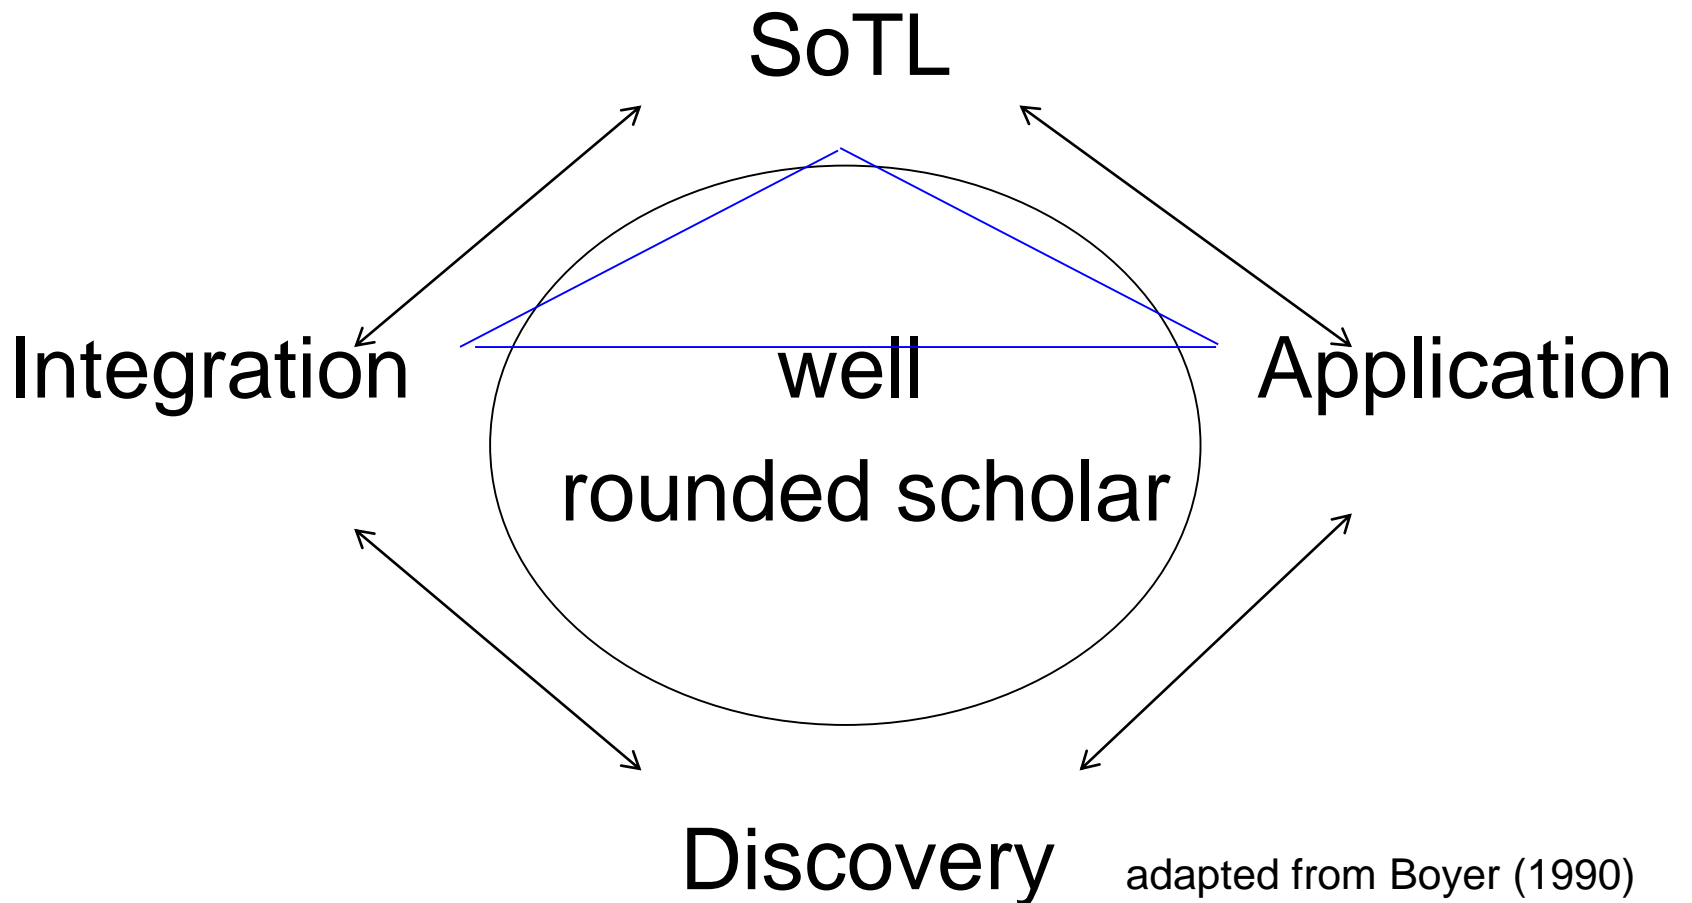 SoTL
Integration
well
Application
rounded scholar
Discovery
adapted from Boyer (1990)